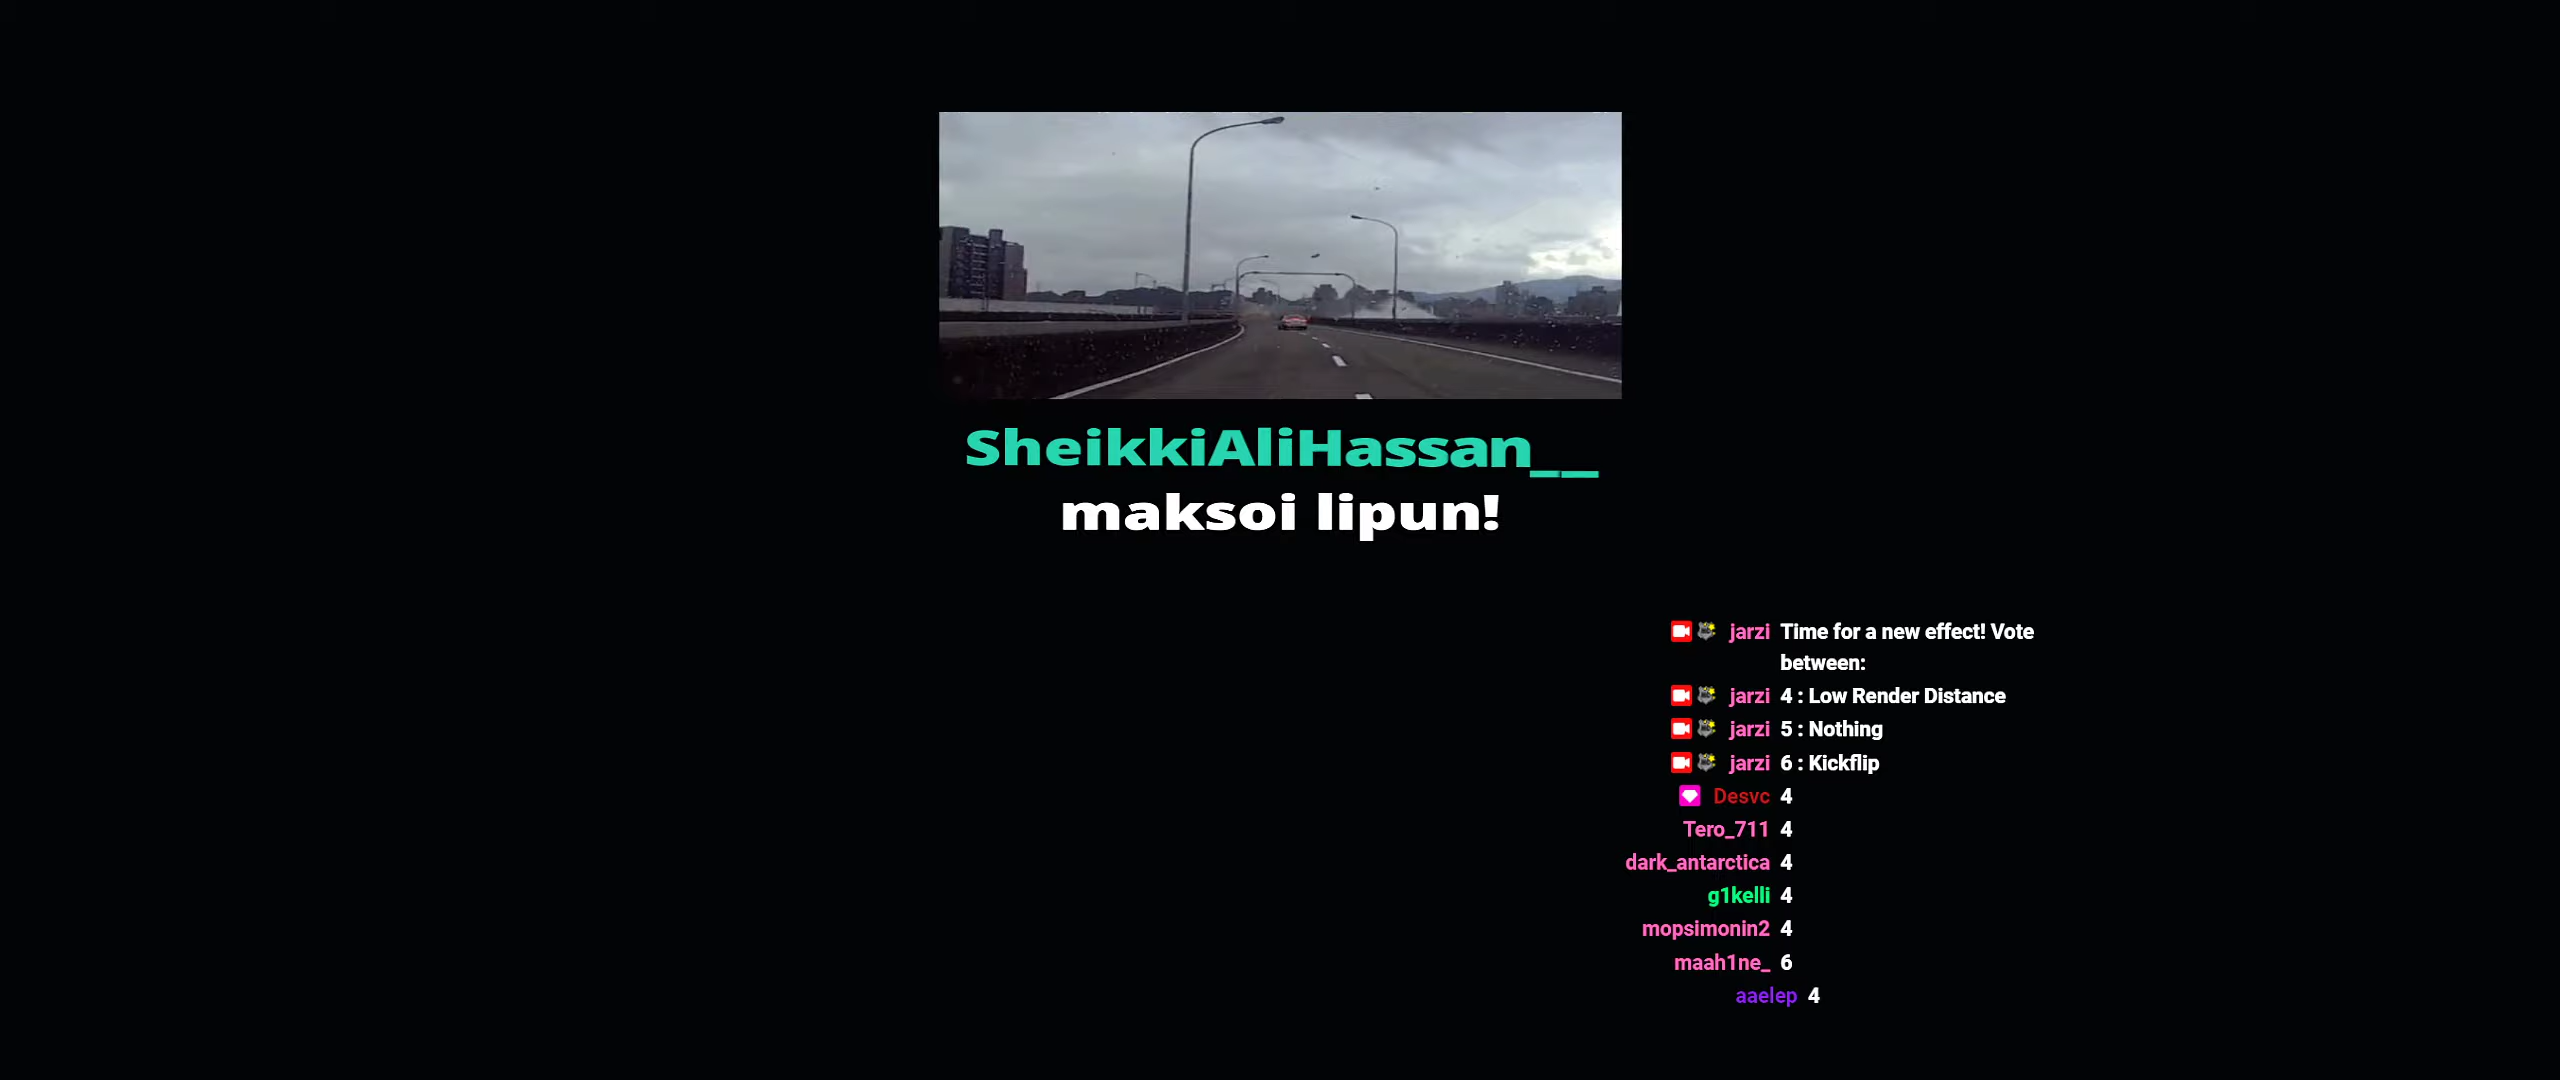 SheikkiAliHassan__
maksoi lipun!
jarzi Time for a new effect! Vote
between:
jarzi 4 : Low Render Distance
jarzi 5 : Nothing
jarzi 6 : Kickflip
Desvc 4
Tero_711 4
dark_antarctica 4
g1kelli 4
mopsimonin2 4
maah1ne_ 6
aaelep 4